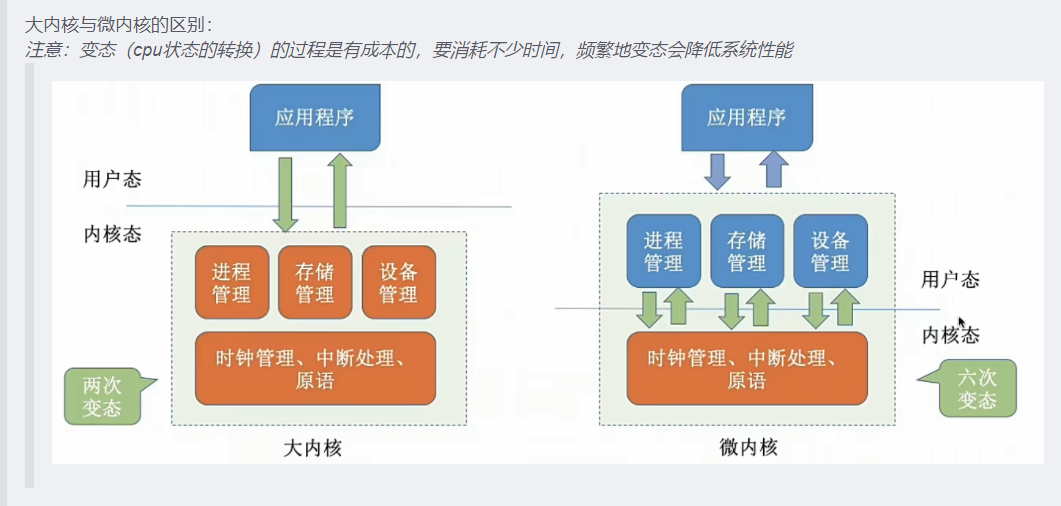 大内核与微内核的区别：
注意：变态（cpu状态的转换）的过程是有成本的，要消耗不少时间，频繁地变态会降低系统性能
应用程序
用户态
内核态
进程
管理
存储
管理
设备
管理
时钟管理、中断处理、
原语
两次
变态
大内核
应用程序
进程
管理
存储
管理
设备
管理
用户态
内核态
时钟管理、中断处理、
原语
六次
变态
微内核